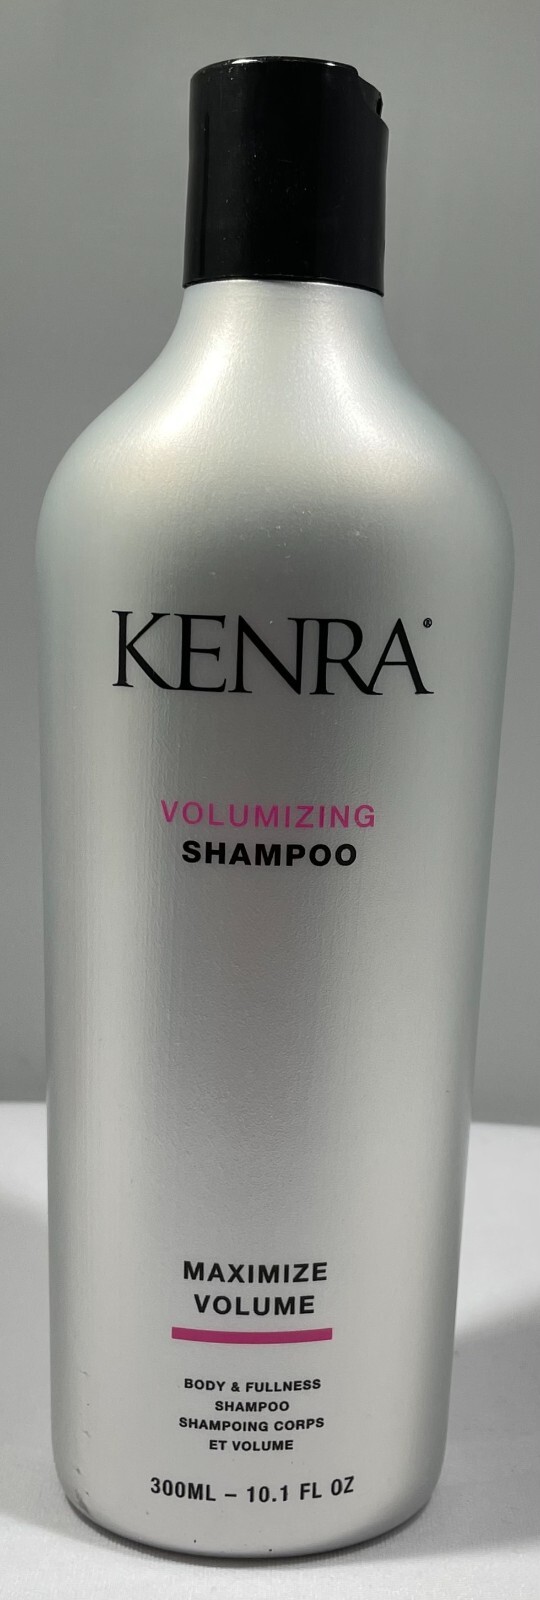 KENRA®
VOLUMIZING
SHAMPOO
MAXIMIZE
VOLUME
BODY & FULLNESS
SHAMPOO
SHAMPOING CORPS
ET VOLUME
300ML – 10.1 FL OZ